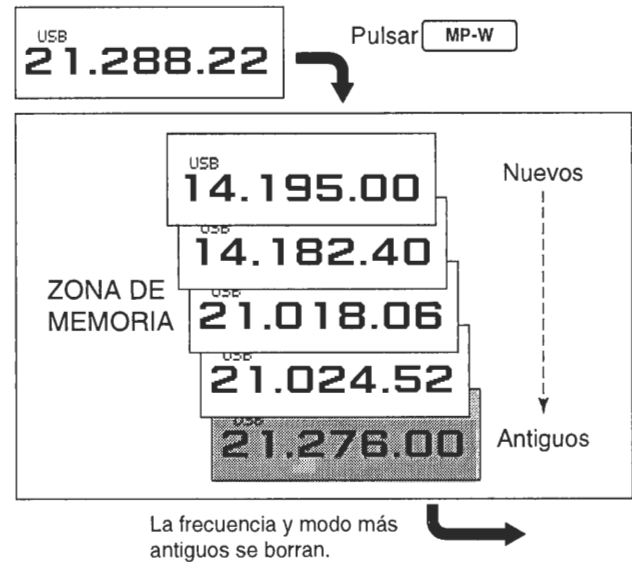 USB
21.288.22
Pulsar MP-W
USB
14.195.00
Nuevos
USB
14.182.40
ZONA DE
MEMORIA
USB
21.018.06
USB
21.024.52
USB
21.276.00
Antiguos
La frecuencia y modo más
antiguos se borran.